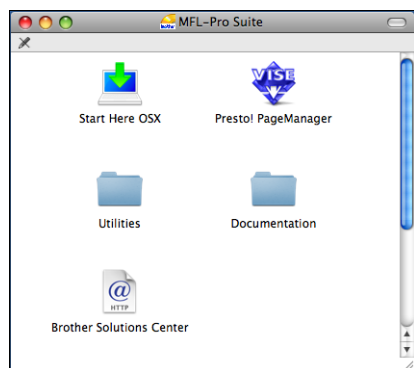 MFL-Pro Suite
Start Here OSX
VISE
Presto! PageManager
Utilities
Documentation
@
HTTP
Brother Solutions Center